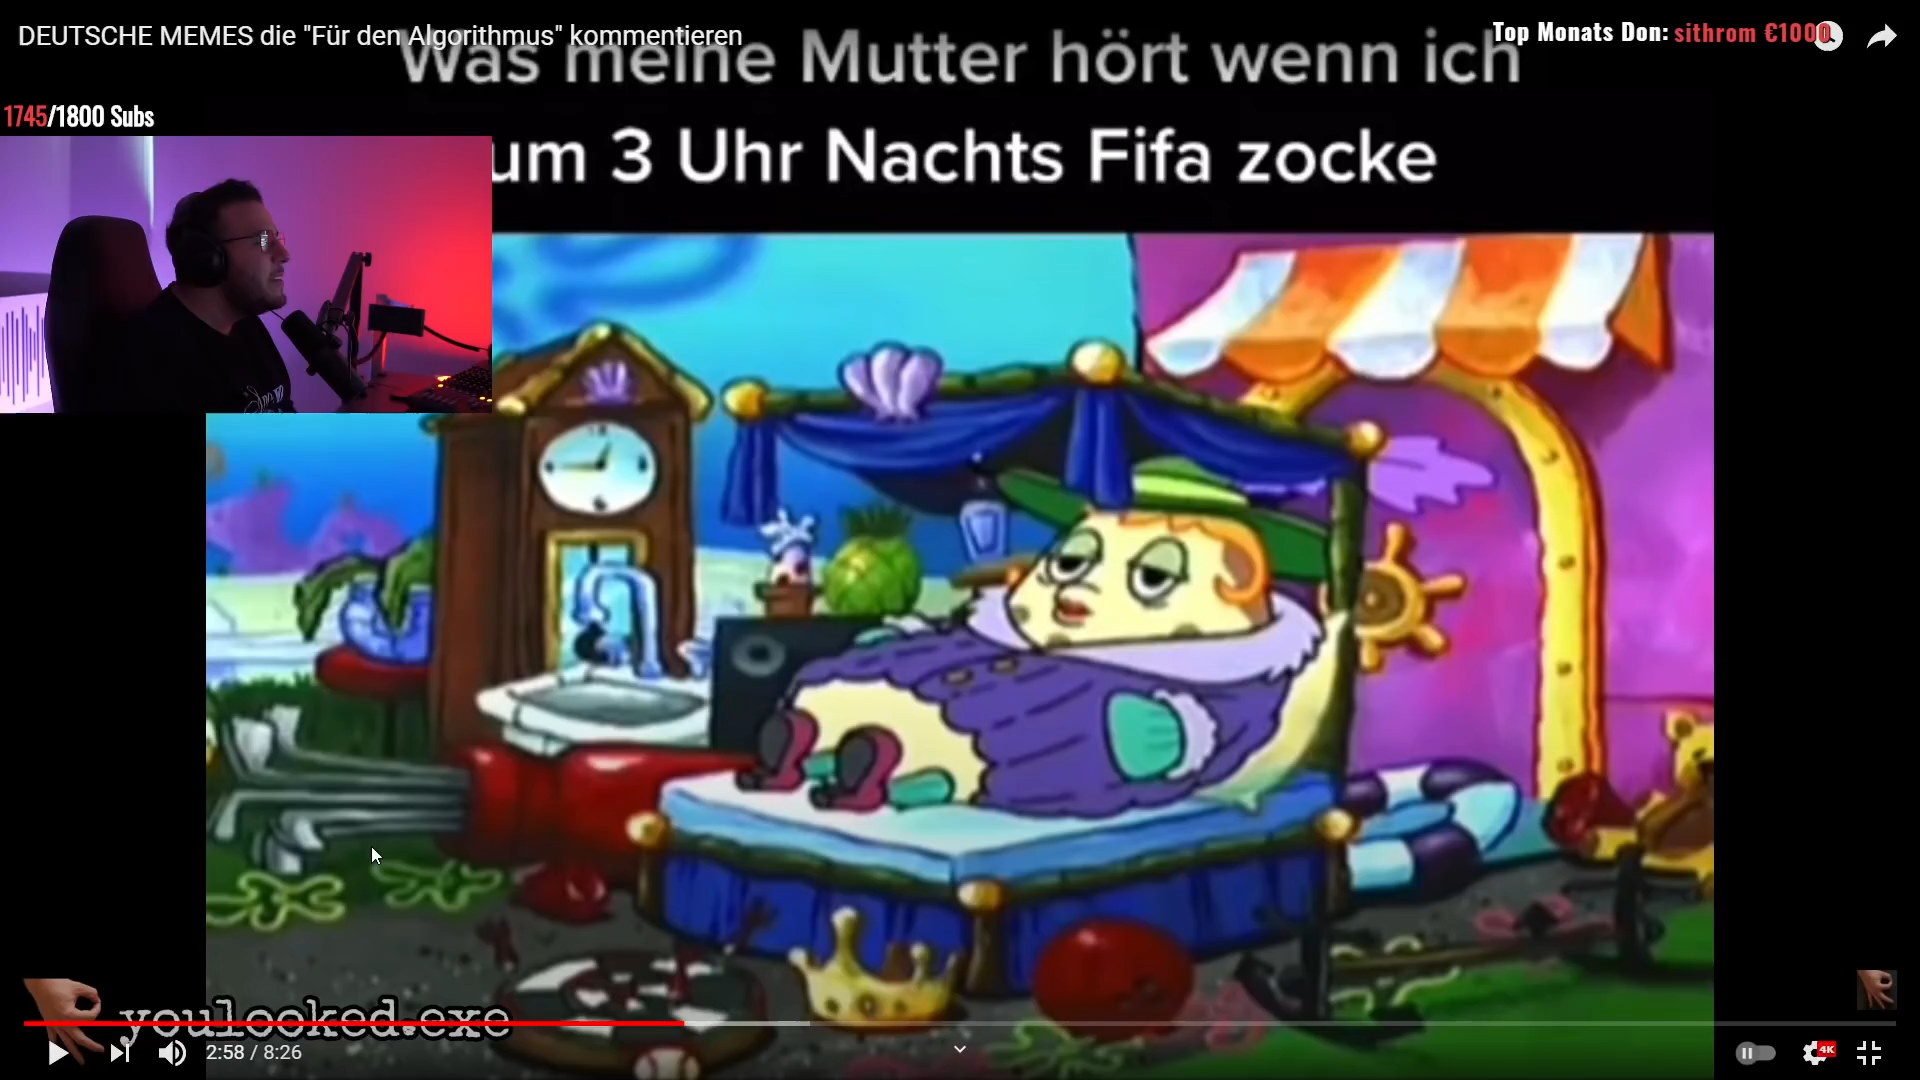 DEUTSCHE MEMES die "Für den Algorithmus" kommentieren
Top Monats Don: sithrom €1000
Was meine Mutter hört wenn ich
1745/1800 Subs
um 3 Uhr Nachts Fifa zocke
youlooked.exe
2:58 / 8:26
4K